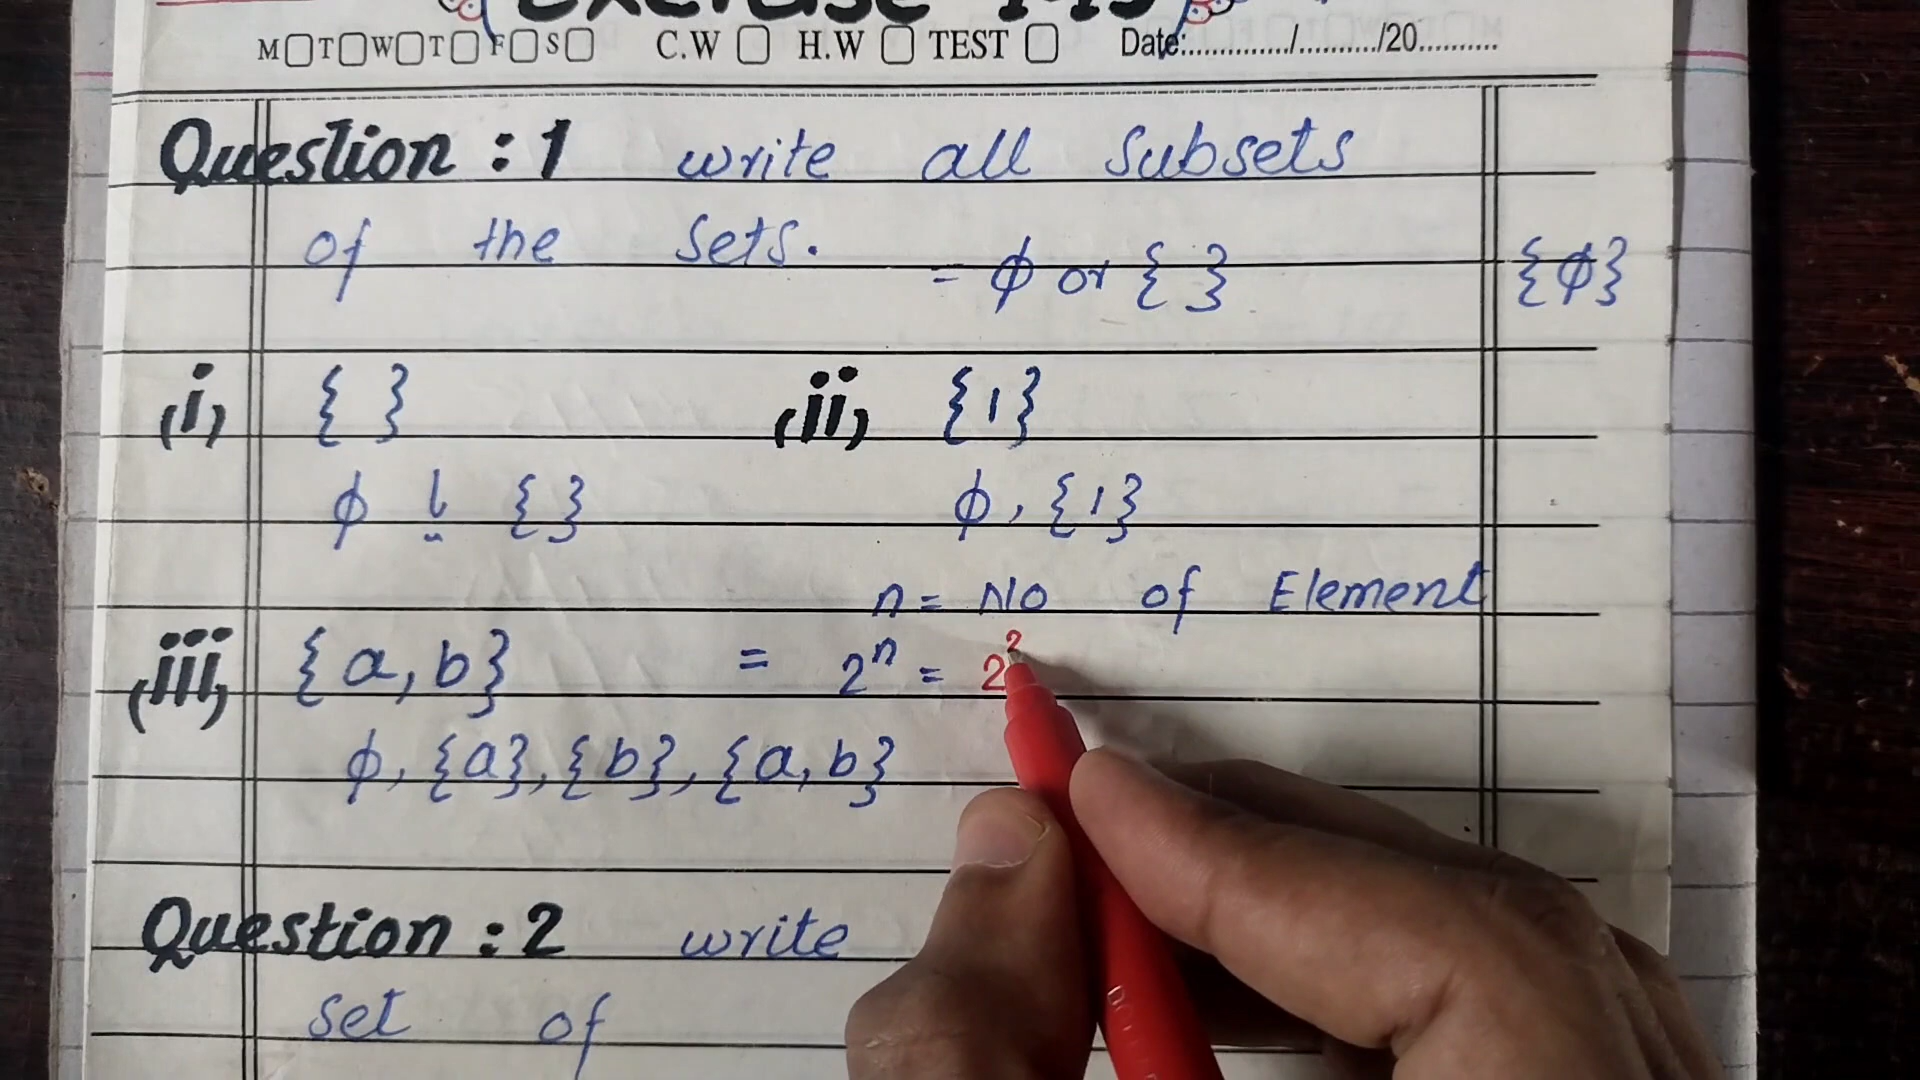 M T W T F S C.W H.W TEST Date:............./........../20..........
Question : 1 write all subsets
of the sets. = φ or { } {φ}
(i) { } (ii) {1}
φ یا { } φ, {1}
n = NO of Element
(iii) {a, b} = 2ⁿ = 2²
φ, {a}, {b}, {a, b}
Question : 2 write
set of